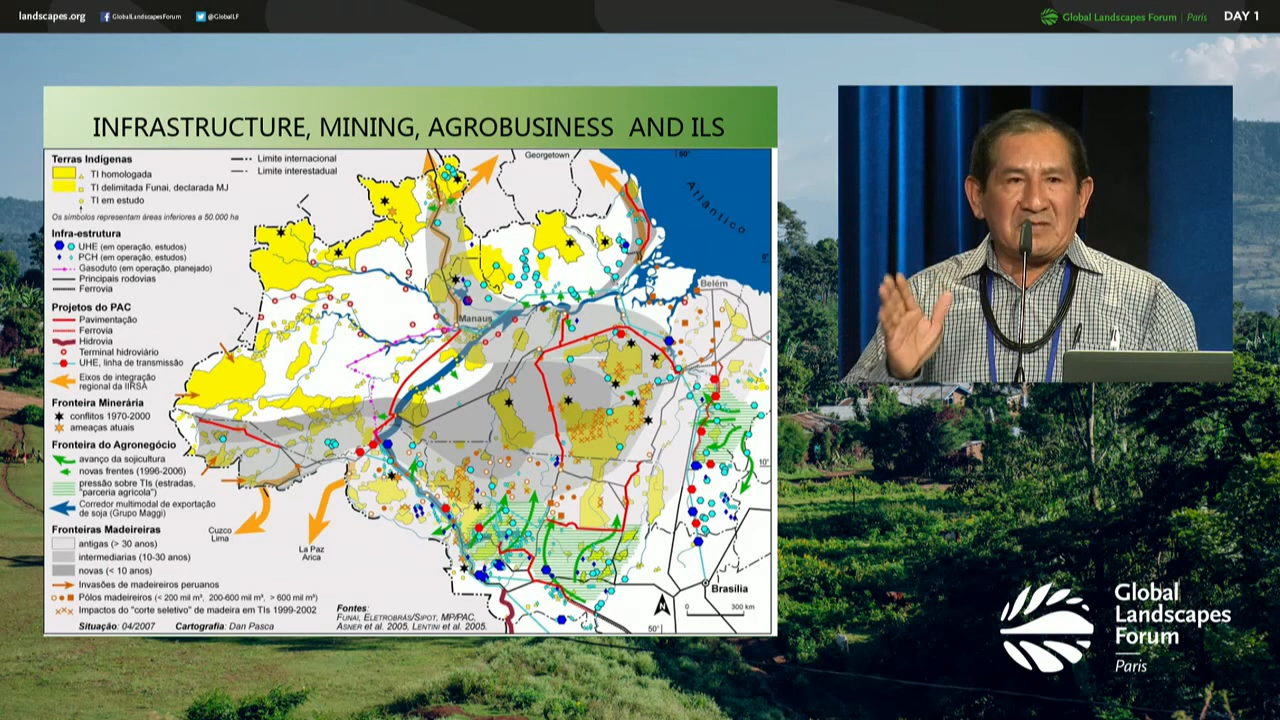 landscapes.org
GlobalLandscapesForum
@GlobalLF
Global Landscapes Forum | Paris
DAY 1
INFRASTRUCTURE, MINING, AGROBUSINESS AND ILS
Terras Indígenas
TI homologada
TI delimitada Funai, declarada MJ
TI em estudo
Os símbolos representam áreas inferiores a 50.000 ha
Limite internacional
Limite interestadual
Infra-estrutura
UHE (em operação, estudos)
PCH (em operação, estudos)
Gasoduto (em operação, planejado)
Principais rodovias
Ferrovia
Projetos do PAC
Pavimentação
Ferrovia
Hidrovia
Terminal hidroviário
UHE, linha de transmissão
Eixos de integração
regional da IIRSA
Fronteira Minerária
conflitos 1970-2000
ameaças atuais
Fronteira do Agronegócio
avanço da sojicultura
novas frentes (1996-2006)
pressão sobre TIs (estradas,
"parceria agrícola")
Corredor multimodal de exportação
de soja (Grupo Maggi)
Fronteiras Madeireiras
antigas (> 30 anos)
intermediarias (10-30 anos)
novas (< 10 anos)
Invasões de madeireiros peruanos
Pólos madeireiros (< 200 mil m³, 200-600 mil m³, > 600 mil m³)
Impactos do "corte seletivo" de madeira em TIs 1999-2002
Situação: 04/2007
Cartografia: Dan Pasca
Fontes:
FUNAI, ELETROBRÁS/SIPOT, MP/PAC,
ASNER et al. 2005, LENTINI et al. 2005.
Georgetown
50°
Atlântico
0°
Belém
Manaus
10°
Cuzco
Lima
La Paz
Arica
Brasília
N
0 300 km
50°
Global
Landscapes
Forum
Paris